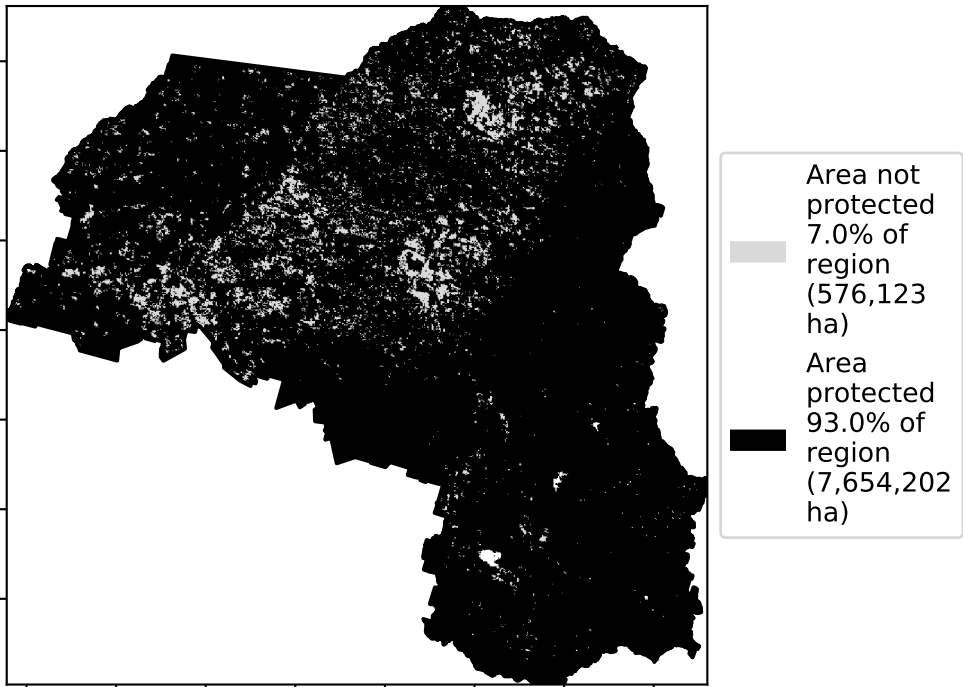 Area not
protected
7.0% of
region
(576,123
ha)
Area
protected
93.0% of
region
(7,654,202
ha)